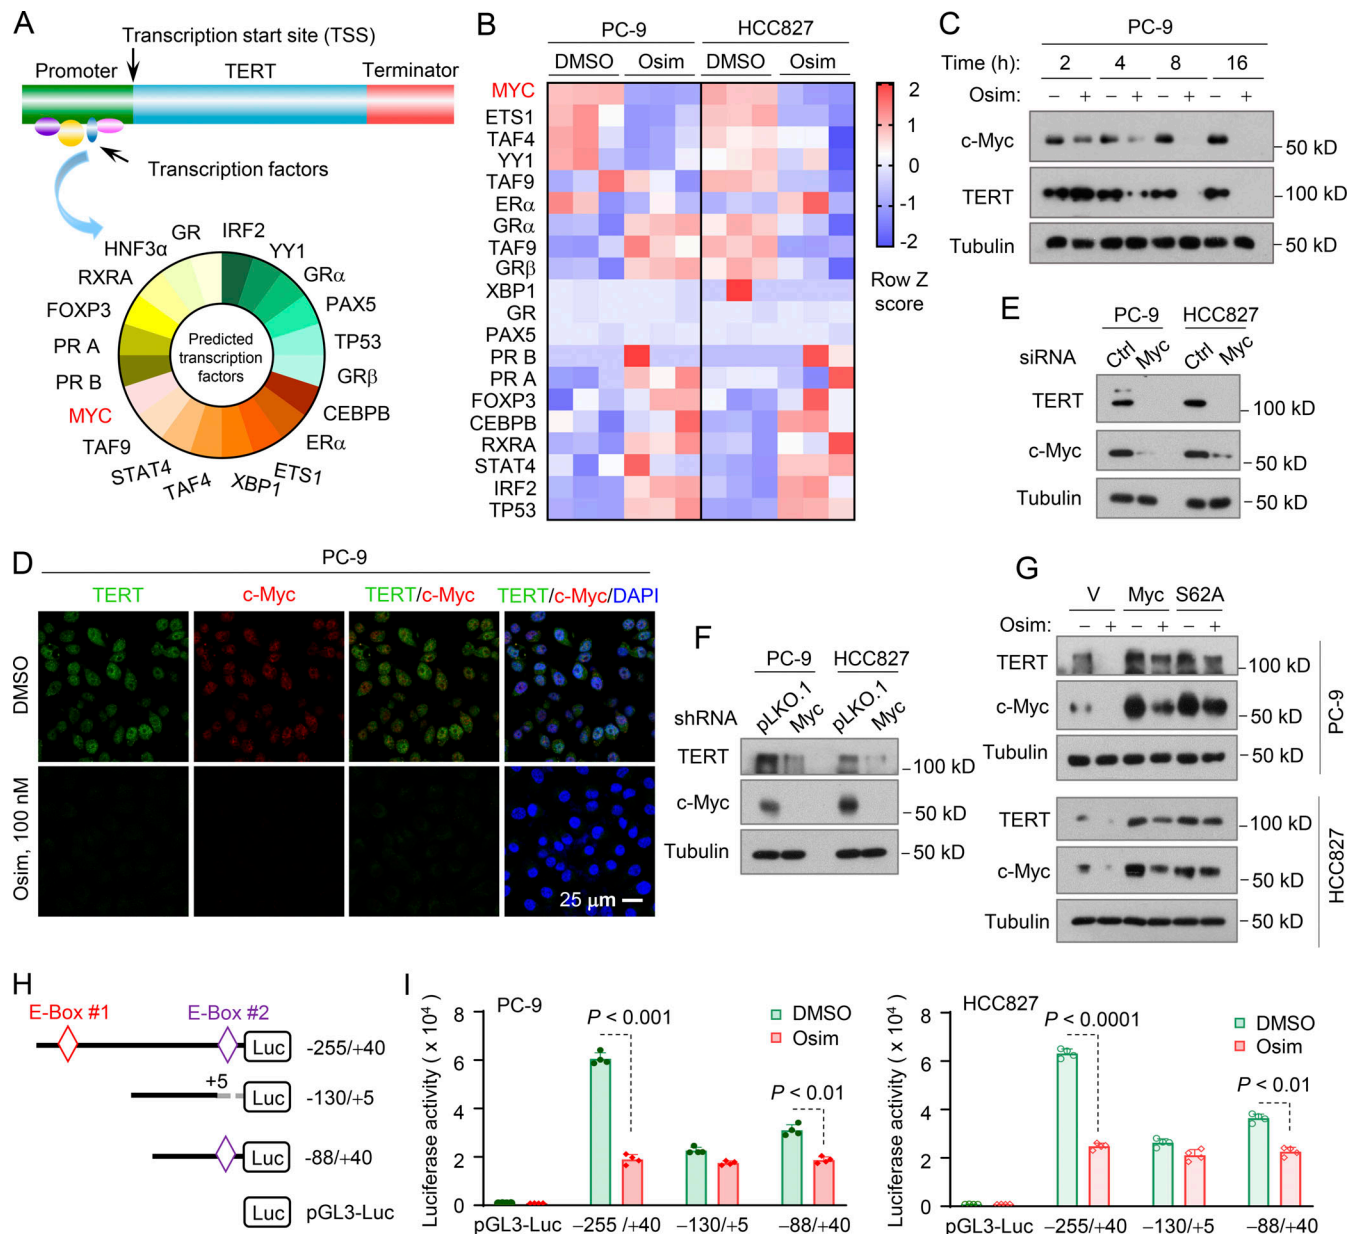 A
Transcription start site (TSS)
Promoter
TERT
Terminator
Transcription factors
HNF3α
GR
IRF2
YY1
GRα
PAX5
TP53
GRβ
CEBPB
ERα
ETS1
XBP1
TAF4
STAT4
TAF9
MYC
PR B
PR A
FOXP3
RXRA
Predicted
transcription
factors
B
PC-9 HCC827
DMSO Osim DMSO Osim
MYC
ETS1
TAF4
YY1
TAF9
ERα
GRα
TAF9
GRβ
XBP1
GR
PAX5
PR B
PR A
FOXP3
CEBPB
RXRA
STAT4
IRF2
TP53
2
1
0
-1
-2
Row Z
score
C
PC-9
Time (h): 2 4 8 16
Osim: − + − + − + − +
c-Myc
50 kD
TERT
100 kD
Tubulin
50 kD
D
PC-9
TERT c-Myc TERT/c-Myc TERT/c-Myc/DAPI
DMSO
Osim, 100 nM
25 µm
E
PC-9 HCC827
siRNA Ctrl Myc Ctrl Myc
TERT
100 kD
c-Myc
50 kD
Tubulin
50 kD
F
PC-9 HCC827
shRNA pLKO.1 Myc pLKO.1 Myc
TERT
100 kD
c-Myc
50 kD
Tubulin
50 kD
G
V Myc S62A
Osim: − + − + − +
TERT
100 kD
c-Myc
50 kD
Tubulin
50 kD
PC-9
TERT
100 kD
c-Myc
50 kD
Tubulin
50 kD
HCC827
H
E-Box #1 E-Box #2
Luc -255/+40
+5
Luc -130/+5
Luc -88/+40
Luc pGL3-Luc
I
PC-9
Luciferase activity ( x 10⁴ )
8
6
4
2
0
P < 0.001
P < 0.01
DMSO
Osim
pGL3-Luc −255 /+40 −130/+5 −88/+40
HCC827
Luciferase activity ( x 10⁴ )
8
6
4
2
0
P < 0.0001
P < 0.01
DMSO
Osim
pGL3-Luc −255/+40 −130/+5 −88/+40